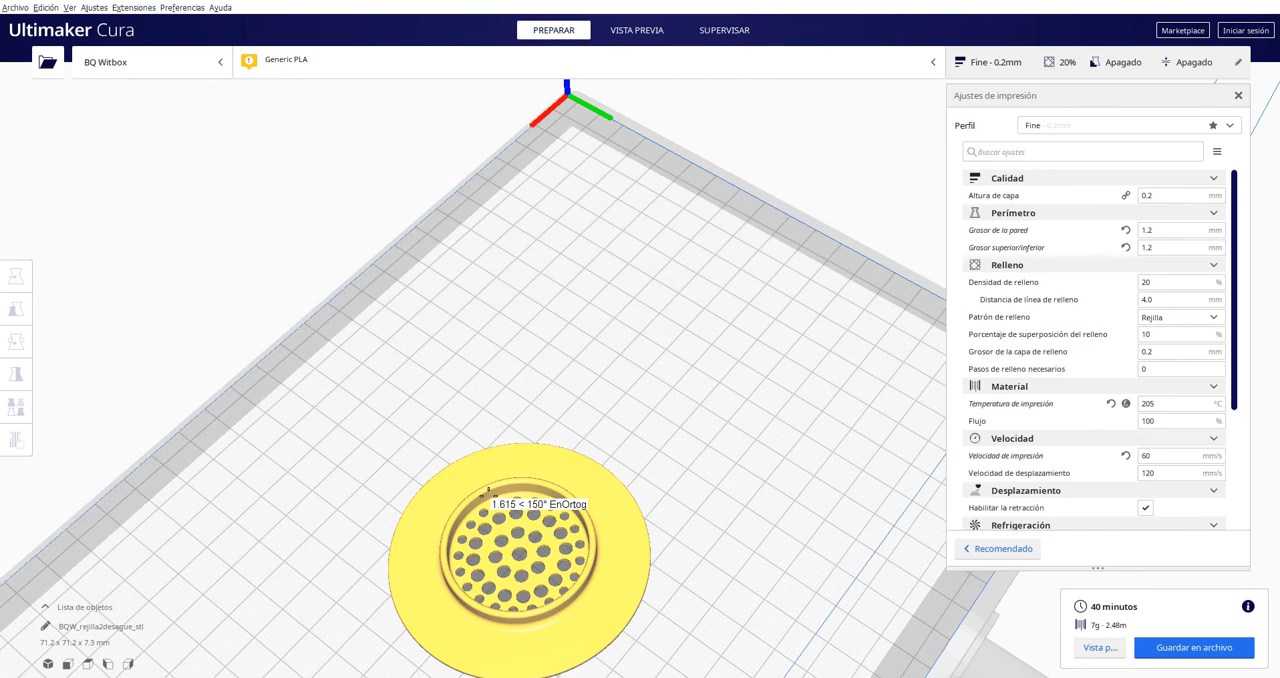 Archivo Edición Ver Ajustes Extensiones Preferencias Ayuda
Ultimaker Cura
PREPARAR VISTA PREVIA SUPERVISAR
Marketplace Iniciar sesión
BQ Witbox
Generic PLA
Fine - 0.2mm 20% Apagado Apagado
Ajustes de impresión
Perfil Fine - 0.2mm
Buscar ajustes
Calidad
Altura de capa 0.2 mm
Perímetro
Grosor de la pared 1.2 mm
Grosor superior/inferior 1.2 mm
Relleno
Densidad de relleno 20 %
Distancia de línea de relleno 4.0 mm
Patrón de relleno Rejilla
Porcentaje de superposición del relleno 10 %
Grosor de la capa de relleno 0.2 mm
Pasos de relleno necesarios 0
Material
Temperatura de impresión 205 °C
Flujo 100 %
Velocidad
Velocidad de impresión 60 mm/s
Velocidad de desplazamiento 120 mm/s
Desplazamiento
Habilitar la retracción
Refrigeración
Recomendado
1.615 < 150° EnOrtog
Lista de objetos
BQW_rejilla2desague_stl
71.2 x 71.2 x 7.3 mm
40 minutos
7g · 2.48m
Vista p...
Guardar en archivo